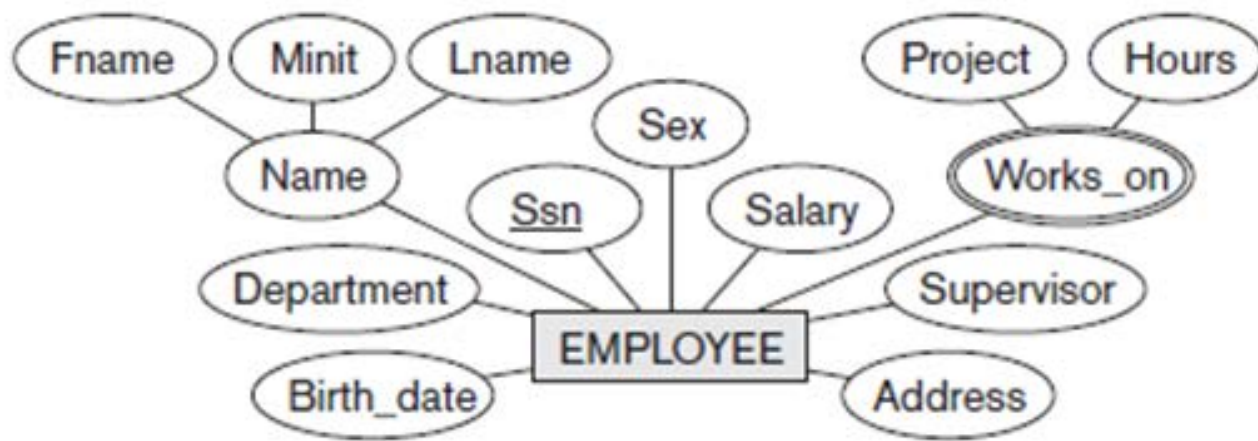 Fname
Minit
Lname
Project
Hours
Sex
Name
Works_on
Ssn
Salary
Department
Supervisor
EMPLOYEE
Birth_date
Address